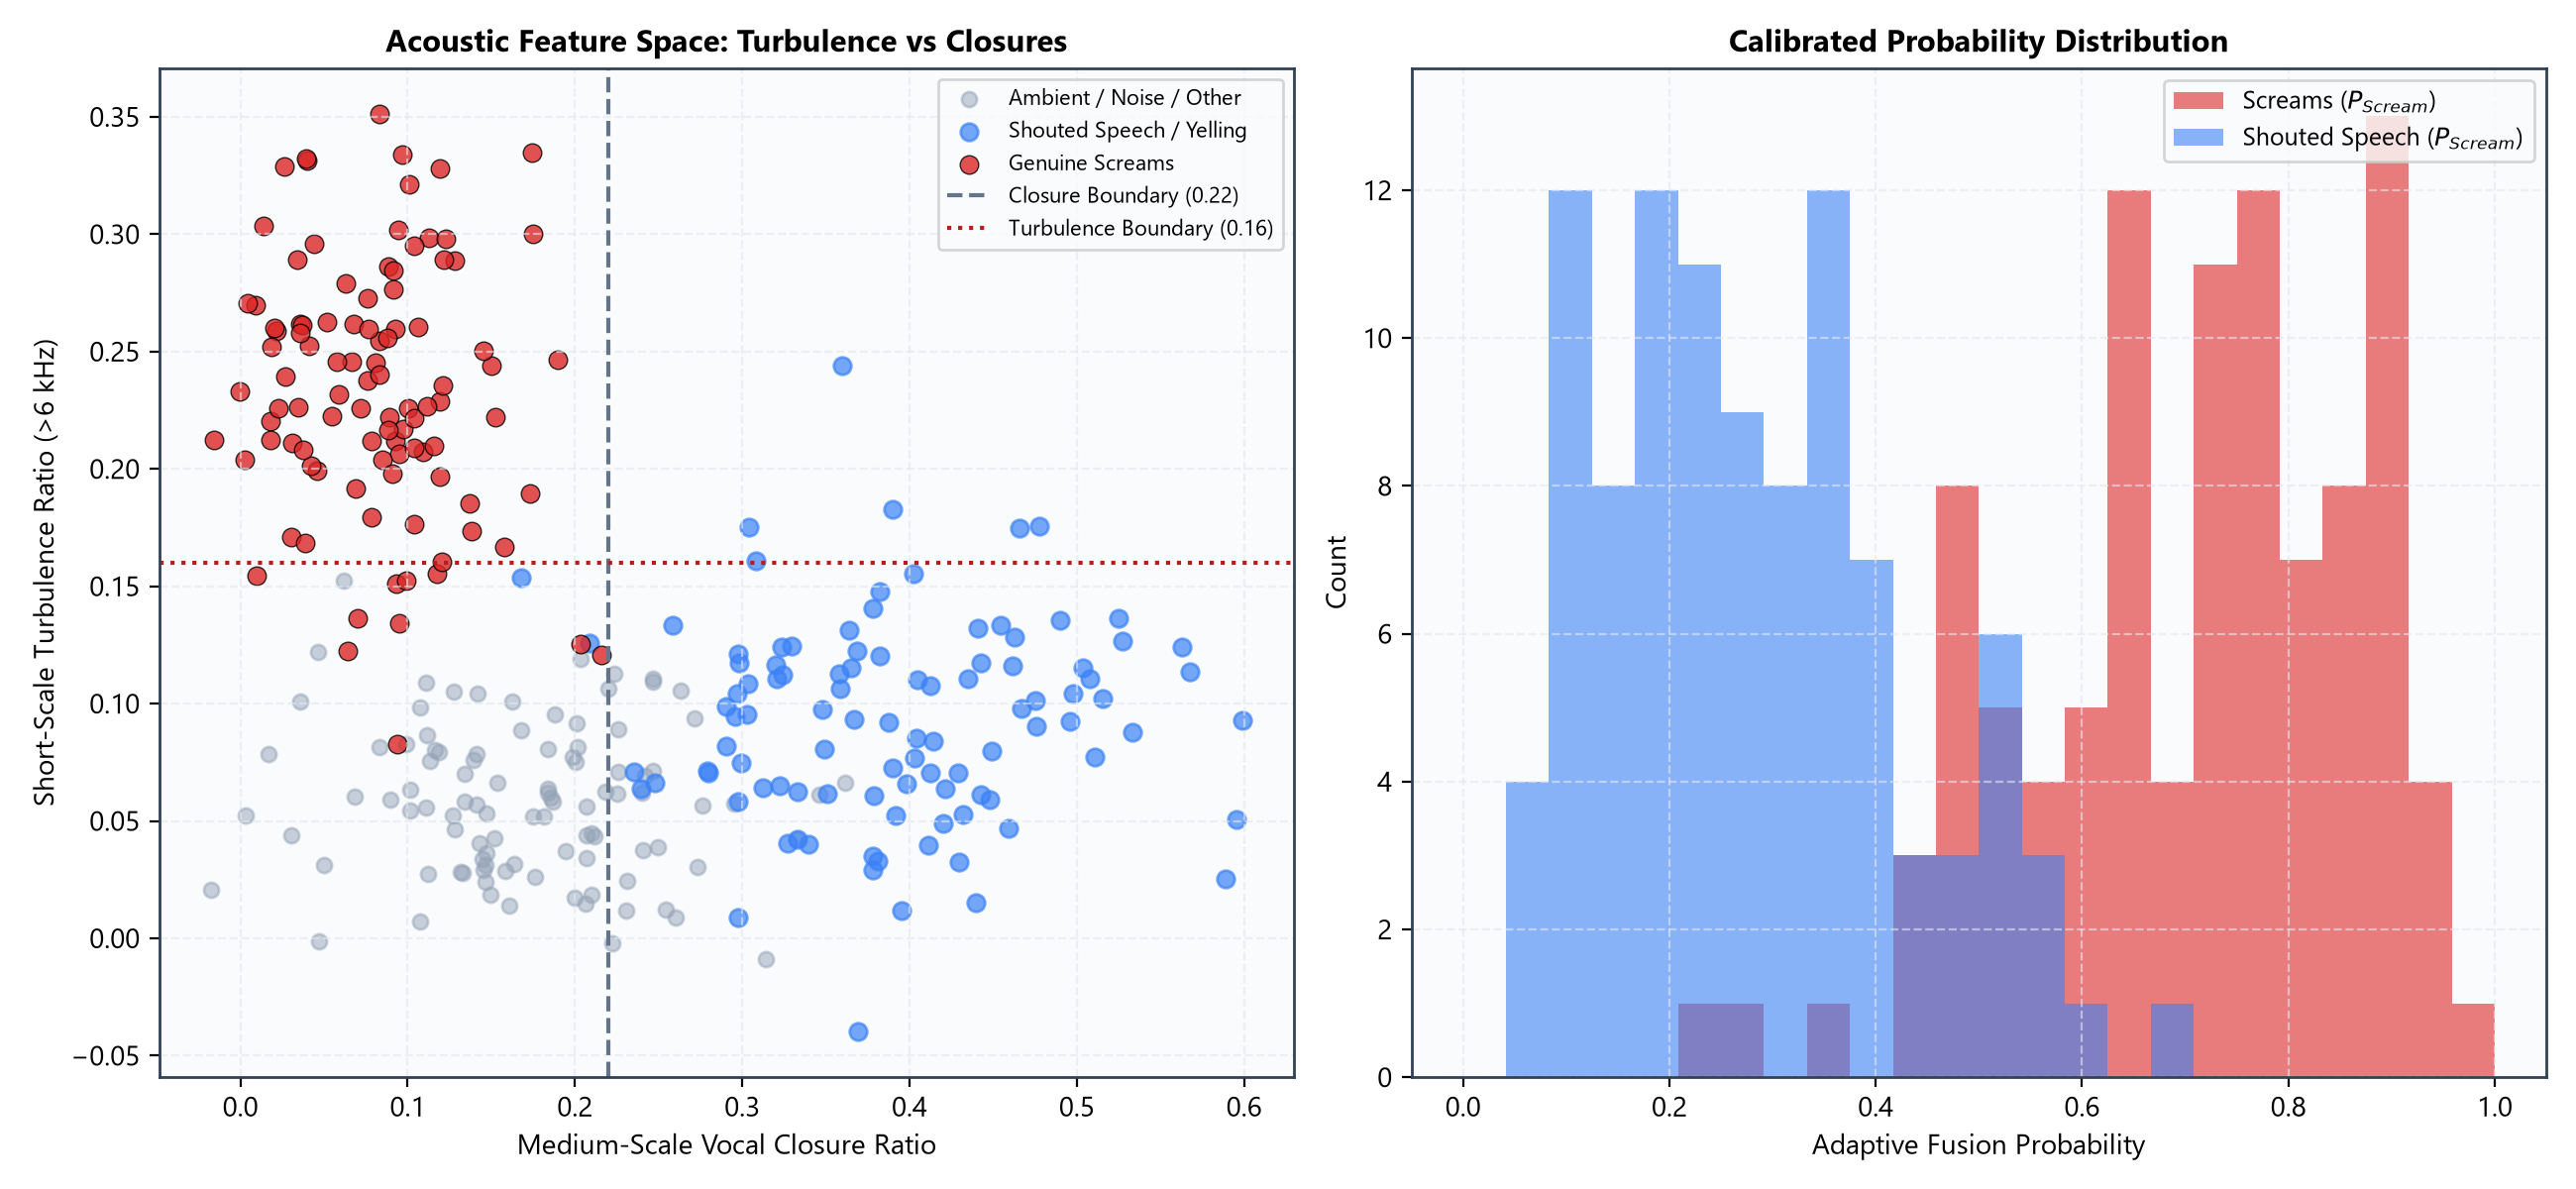 Acoustic Feature Space: Turbulence vs Closures
Short-Scale Turbulence Ratio (>6 kHz)
0.35
0.30
0.25
0.20
0.15
0.10
0.05
0.00
−0.05
Ambient / Noise / Other
Shouted Speech / Yelling
Genuine Screams
Closure Boundary (0.22)
Turbulence Boundary (0.16)
0.0 0.1 0.2 0.3 0.4 0.5 0.6
Medium-Scale Vocal Closure Ratio
Calibrated Probability Distribution
Count
12
10
8
6
4
2
0
Screams (P_Scream)
Shouted Speech (P_Scream)
0.0 0.2 0.4 0.6 0.8 1.0
Adaptive Fusion Probability